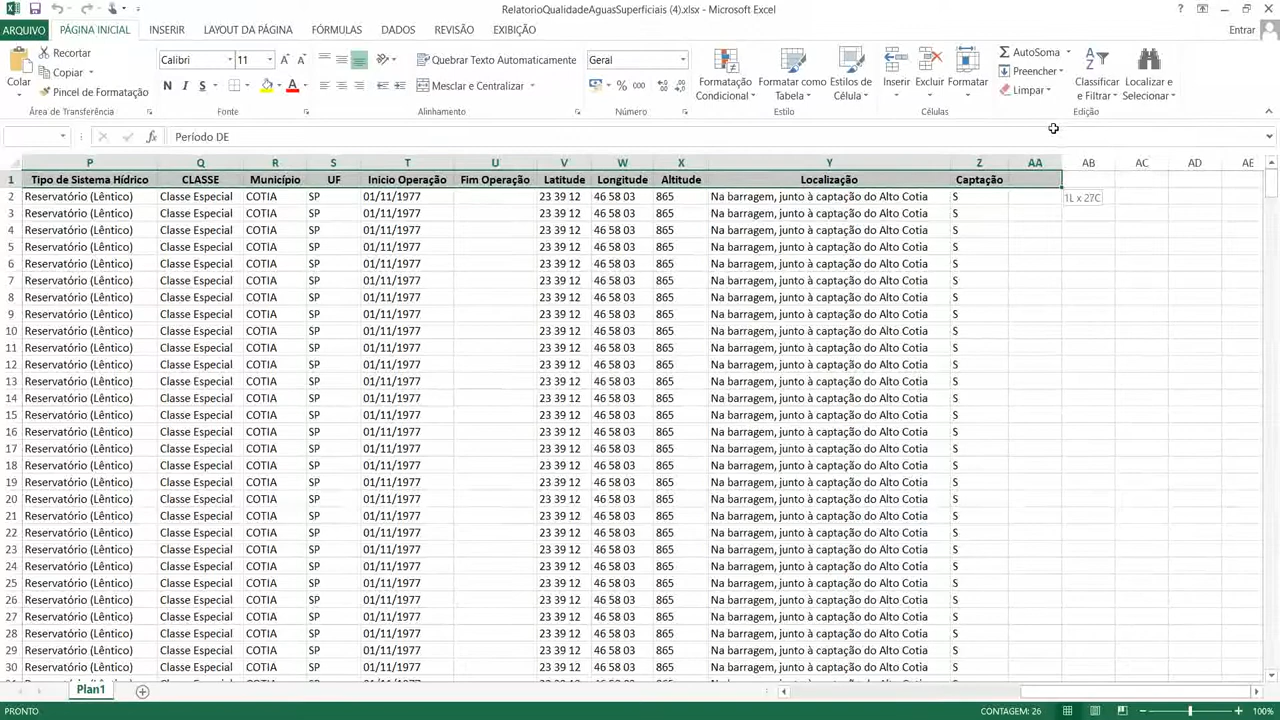 RelatorioQualidadeAguasSuperficiais (4).xlsx - Microsoft Excel
ARQUIVO PÁGINA INICIAL INSERIR LAYOUT DA PÁGINA FÓRMULAS DADOS REVISÃO EXIBIÇÃO Entrar
Colar
Recortar
Copiar
Pincel de Formatação
Área de Transferência
Calibri 11
N I S
Fonte
Quebrar Texto Automaticamente
Mesclar e Centralizar
Alinhamento
Geral
% 000
Número
Formatação Condicional
Formatar como Tabela
Estilos de Célula
Estilo
Inserir Excluir Formatar
Células
AutoSoma
Preencher
Limpar
Classificar e Filtrar
Localizar e Selecionar
Edição
fx Período DE
P Q R S T U V W X Y Z AA AB AC AD AE
1 Tipo de Sistema Hídrico CLASSE Município UF Inicio Operação Fim Operação Latitude Longitude Altitude Localização Captação
2 Reservatório (Lêntico) Classe Especial COTIA SP 01/11/1977 23 39 12 46 58 03 865 Na barragem, junto à captação do Alto Cotia S 1L x 27C
3 Reservatório (Lêntico) Classe Especial COTIA SP 01/11/1977 23 39 12 46 58 03 865 Na barragem, junto à captação do Alto Cotia S
4 Reservatório (Lêntico) Classe Especial COTIA SP 01/11/1977 23 39 12 46 58 03 865 Na barragem, junto à captação do Alto Cotia S
5 Reservatório (Lêntico) Classe Especial COTIA SP 01/11/1977 23 39 12 46 58 03 865 Na barragem, junto à captação do Alto Cotia S
6 Reservatório (Lêntico) Classe Especial COTIA SP 01/11/1977 23 39 12 46 58 03 865 Na barragem, junto à captação do Alto Cotia S
7 Reservatório (Lêntico) Classe Especial COTIA SP 01/11/1977 23 39 12 46 58 03 865 Na barragem, junto à captação do Alto Cotia S
8 Reservatório (Lêntico) Classe Especial COTIA SP 01/11/1977 23 39 12 46 58 03 865 Na barragem, junto à captação do Alto Cotia S
9 Reservatório (Lêntico) Classe Especial COTIA SP 01/11/1977 23 39 12 46 58 03 865 Na barragem, junto à captação do Alto Cotia S
10 Reservatório (Lêntico) Classe Especial COTIA SP 01/11/1977 23 39 12 46 58 03 865 Na barragem, junto à captação do Alto Cotia S
11 Reservatório (Lêntico) Classe Especial COTIA SP 01/11/1977 23 39 12 46 58 03 865 Na barragem, junto à captação do Alto Cotia S
12 Reservatório (Lêntico) Classe Especial COTIA SP 01/11/1977 23 39 12 46 58 03 865 Na barragem, junto à captação do Alto Cotia S
13 Reservatório (Lêntico) Classe Especial COTIA SP 01/11/1977 23 39 12 46 58 03 865 Na barragem, junto à captação do Alto Cotia S
14 Reservatório (Lêntico) Classe Especial COTIA SP 01/11/1977 23 39 12 46 58 03 865 Na barragem, junto à captação do Alto Cotia S
15 Reservatório (Lêntico) Classe Especial COTIA SP 01/11/1977 23 39 12 46 58 03 865 Na barragem, junto à captação do Alto Cotia S
16 Reservatório (Lêntico) Classe Especial COTIA SP 01/11/1977 23 39 12 46 58 03 865 Na barragem, junto à captação do Alto Cotia S
17 Reservatório (Lêntico) Classe Especial COTIA SP 01/11/1977 23 39 12 46 58 03 865 Na barragem, junto à captação do Alto Cotia S
18 Reservatório (Lêntico) Classe Especial COTIA SP 01/11/1977 23 39 12 46 58 03 865 Na barragem, junto à captação do Alto Cotia S
19 Reservatório (Lêntico) Classe Especial COTIA SP 01/11/1977 23 39 12 46 58 03 865 Na barragem, junto à captação do Alto Cotia S
20 Reservatório (Lêntico) Classe Especial COTIA SP 01/11/1977 23 39 12 46 58 03 865 Na barragem, junto à captação do Alto Cotia S
21 Reservatório (Lêntico) Classe Especial COTIA SP 01/11/1977 23 39 12 46 58 03 865 Na barragem, junto à captação do Alto Cotia S
22 Reservatório (Lêntico) Classe Especial COTIA SP 01/11/1977 23 39 12 46 58 03 865 Na barragem, junto à captação do Alto Cotia S
23 Reservatório (Lêntico) Classe Especial COTIA SP 01/11/1977 23 39 12 46 58 03 865 Na barragem, junto à captação do Alto Cotia S
24 Reservatório (Lêntico) Classe Especial COTIA SP 01/11/1977 23 39 12 46 58 03 865 Na barragem, junto à captação do Alto Cotia S
25 Reservatório (Lêntico) Classe Especial COTIA SP 01/11/1977 23 39 12 46 58 03 865 Na barragem, junto à captação do Alto Cotia S
26 Reservatório (Lêntico) Classe Especial COTIA SP 01/11/1977 23 39 12 46 58 03 865 Na barragem, junto à captação do Alto Cotia S
27 Reservatório (Lêntico) Classe Especial COTIA SP 01/11/1977 23 39 12 46 58 03 865 Na barragem, junto à captação do Alto Cotia S
28 Reservatório (Lêntico) Classe Especial COTIA SP 01/11/1977 23 39 12 46 58 03 865 Na barragem, junto à captação do Alto Cotia S
29 Reservatório (Lêntico) Classe Especial COTIA SP 01/11/1977 23 39 12 46 58 03 865 Na barragem, junto à captação do Alto Cotia S
30 Reservatório (Lêntico) Classe Especial COTIA SP 01/11/1977 23 39 12 46 58 03 865 Na barragem, junto à captação do Alto Cotia S
Plan1
PRONTO CONTAGEM: 26 100%